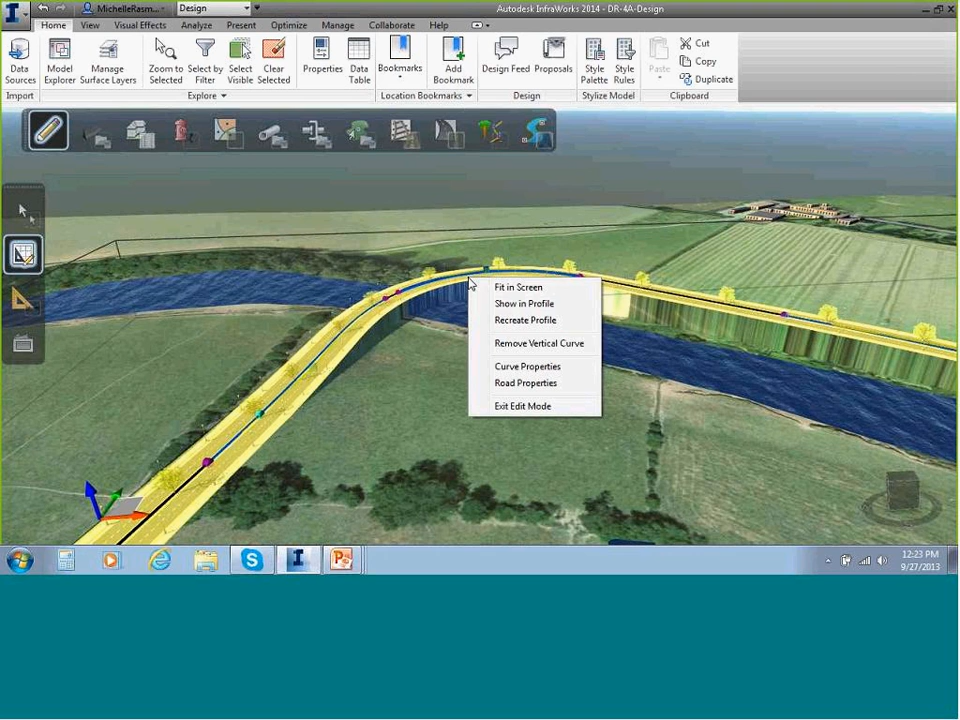 MichelleRasm... Design Autodesk InfraWorks 2014 - DR-4A-Design
Home View Visual Effects Analyze Present Optimize Manage Collaborate Help
Data Sources Model Explorer Manage Surface Layers Zoom to Selected Select by Filter Select Visible Clear Selected Properties Data Table Bookmarks Add Bookmark Design Feed Proposals Style Palette Style Rules Paste
Cut
Copy
Duplicate
Import Explore Location Bookmarks Design Stylize Model Clipboard
Fit in Screen
Show in Profile
Recreate Profile
Remove Vertical Curve
Curve Properties
Road Properties
Exit Edit Mode
12:23 PM
9/27/2013